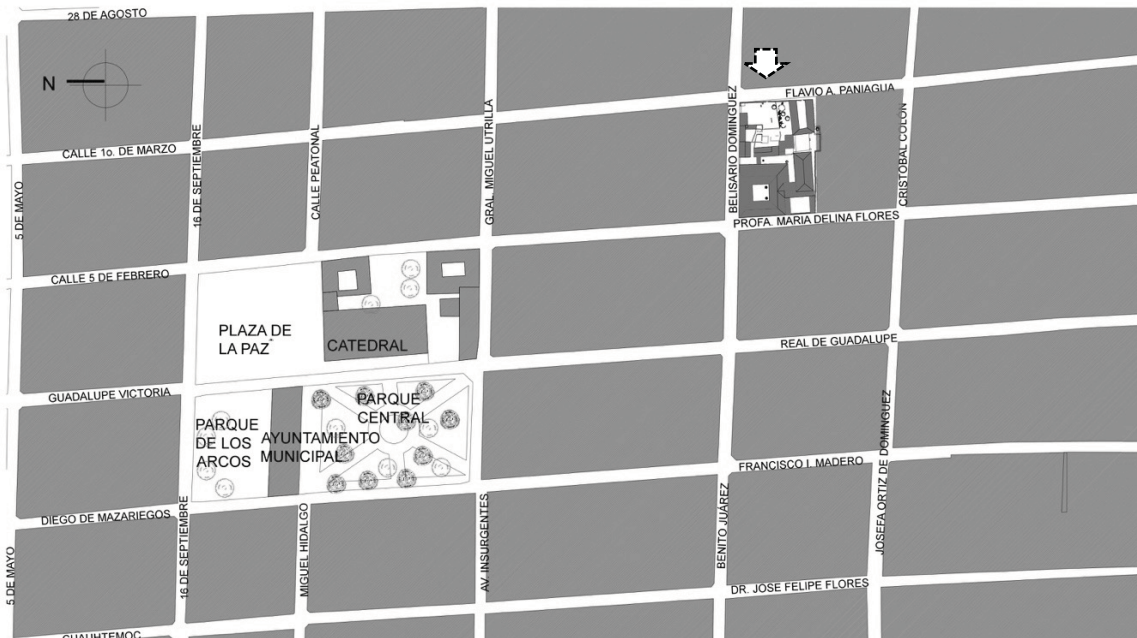 28 DE AGOSTO
N
FLAVIO A. PANIAGUA
CALLE 1o. DE MARZO
5 DE MAYO
16 DE SEPTIEMBRE
CALLE PEATONAL
GRAL. MIGUEL UTRILLA
BELISARIO DOMINGUEZ
CRISTOBAL COLÓN
PROFA. MARIA DELINA FLORES
CALLE 5 DE FEBRERO
PLAZA DE
LA PAZ
CATEDRAL
REAL DE GUADALUPE
GUADALUPE VICTORIA
PARQUE
CENTRAL
PARQUE
DE LOS
ARCOS
AYUNTAMIENTO
MUNICIPAL
FRANCISCO I. MADERO
JOSEFA ORTIZ DE DOMINGUEZ
DIEGO DE MAZARIEGOS
5 DE MAYO
16 DE SEPTIEMBRE
MIGUEL HIDALGO
AV. INSURGENTES
BENITO JUÁREZ
DR. JOSE FELIPE FLORES
CUAUHTEMOC